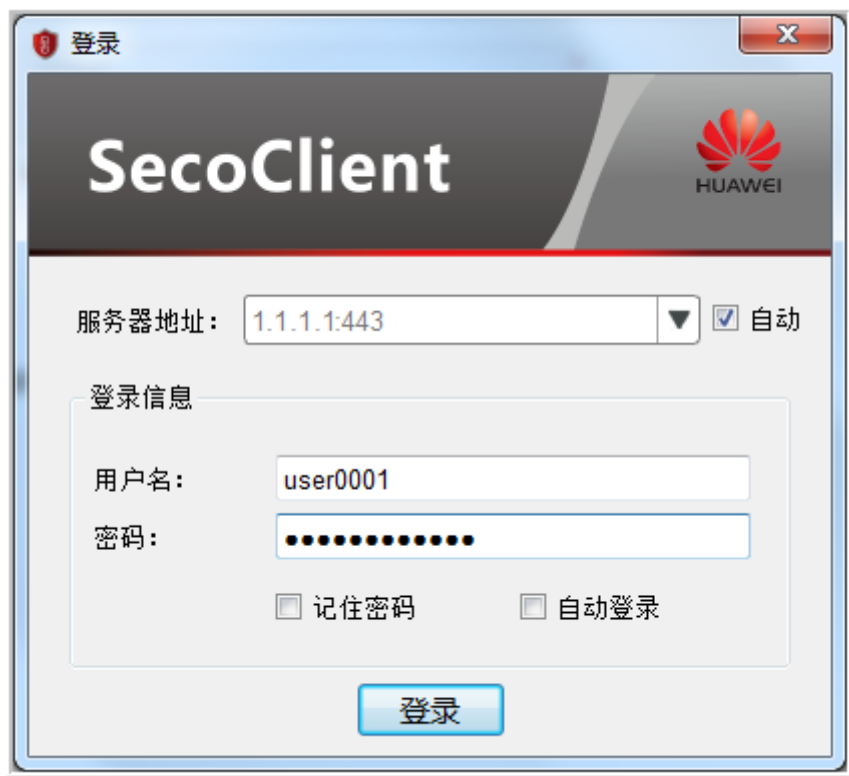 登录
SecoClient
HUAWEI
服务器地址： 1.1.1.1:443 自动
登录信息
用户名： user0001
密码： ●●●●●●●●●●●●
记住密码 自动登录
登录